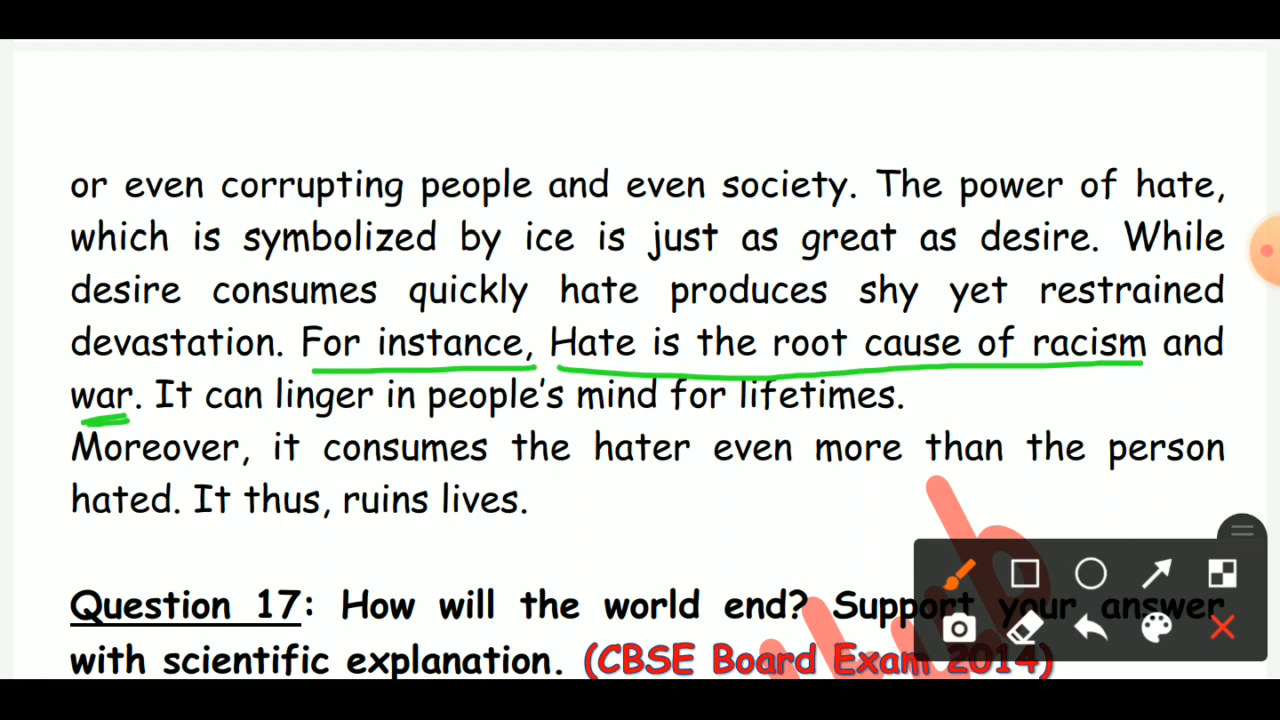 or even corrupting people and even society. The power of hate,
which is symbolized by ice is just as great as desire. While
desire consumes quickly hate produces shy yet restrained
devastation. For instance, Hate is the root cause of racism and
war. It can linger in people's mind for lifetimes.
Moreover, it consumes the hater even more than the person
hated. It thus, ruins lives.
Question 17: How will the world end? Support your answer
with scientific explanation. (CBSE Board Exam 2014)